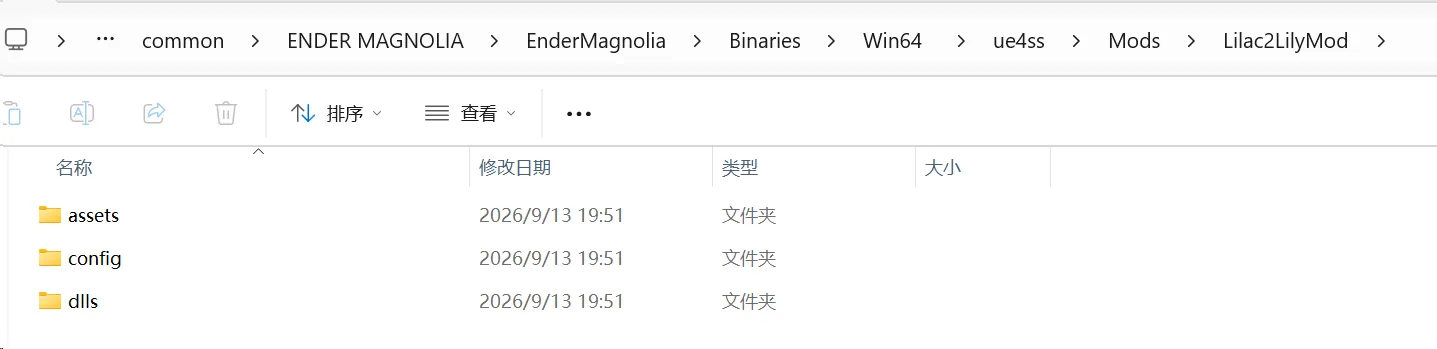 … common ENDER MAGNOLIA EnderMagnolia Binaries Win64 ue4ss Mods Lilac2LilyMod
排序 查看
名称 修改日期 类型 大小
assets 2026/9/13 19:51 文件夹
config 2026/9/13 19:51 文件夹
dlls 2026/9/13 19:51 文件夹